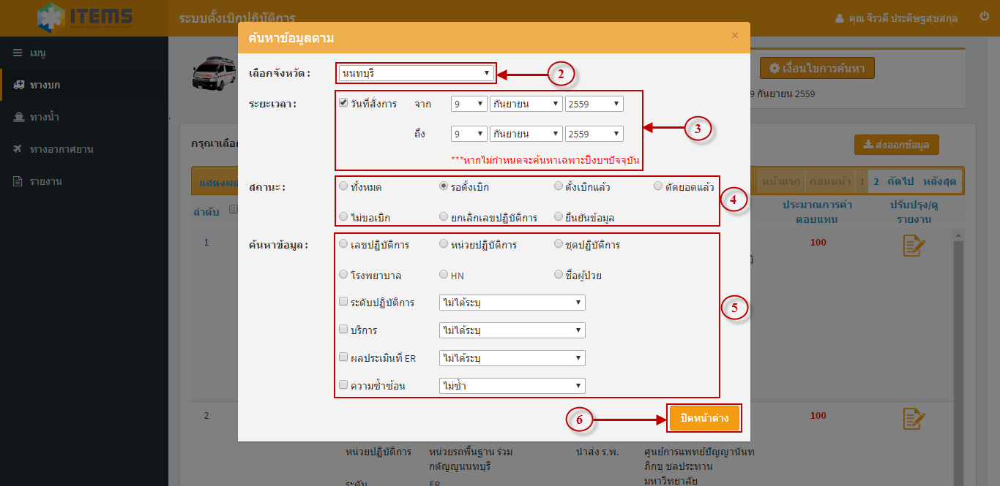 ITEMS
ระบบตั้งเบิกปฏิบัติการ
คุณ จิรวดี ประดิษฐสุขสกุล
เมนู
ทางบก
ทางน้ำ
ทางอากาศยาน
รายงาน
ค้นหาข้อมูลตาม
×
เลือกจังหวัด :
นนทบุรี
2
ระยะเวลา :
วันที่สั่งการ จาก 9 กันยายน 2559
ถึง 9 กันยายน 2559
3
***หากไม่กำหนดจะค้นหาเฉพาะปีงบฯปัจจุบัน
สถานะ :
ทั้งหมด รอตั้งเบิก ตั้งเบิกแล้ว ตัดยอดแล้ว
4
ไม่ขอเบิก ยกเลิกเลขปฏิบัติการ ยืนยันข้อมูล
ค้นหาข้อมูล :
เลขปฏิบัติการ หน่วยปฏิบัติการ ชุดปฏิบัติการ
โรงพยาบาล HN ชื่อผู้ป่วย
ระดับปฏิบัติการ ไม่ได้ระบุ
5
บริการ ไม่ได้ระบุ
ผลประเมินที่ ER ไม่ได้ระบุ
ความซ้ำซ้อน ไม่ซ้ำ
6
ปิดหน้าต่าง
เงื่อนไขการค้นหา
9 กันยายน 2559
กรุณาเลือก
ส่งออกข้อมูล
แสดงผล
หน้าแรก ก่อนหน้า 1 2 ถัดไป หลังสุด
ลำดับ
ประมาณการค่า
ตอบแทน
ปรับปรุง/ดู
รายงาน
1
100
2
100
หน่วยปฏิบัติการ หน่วยรถพื้นฐาน ร่วม
กตัญญูนนทบุรี
นำส่ง ร.พ. ศูนย์การแพทย์ปัญญานันท
ภิกขุ ชลประทาน
มหาวิทยาลัย
ระดับ ER